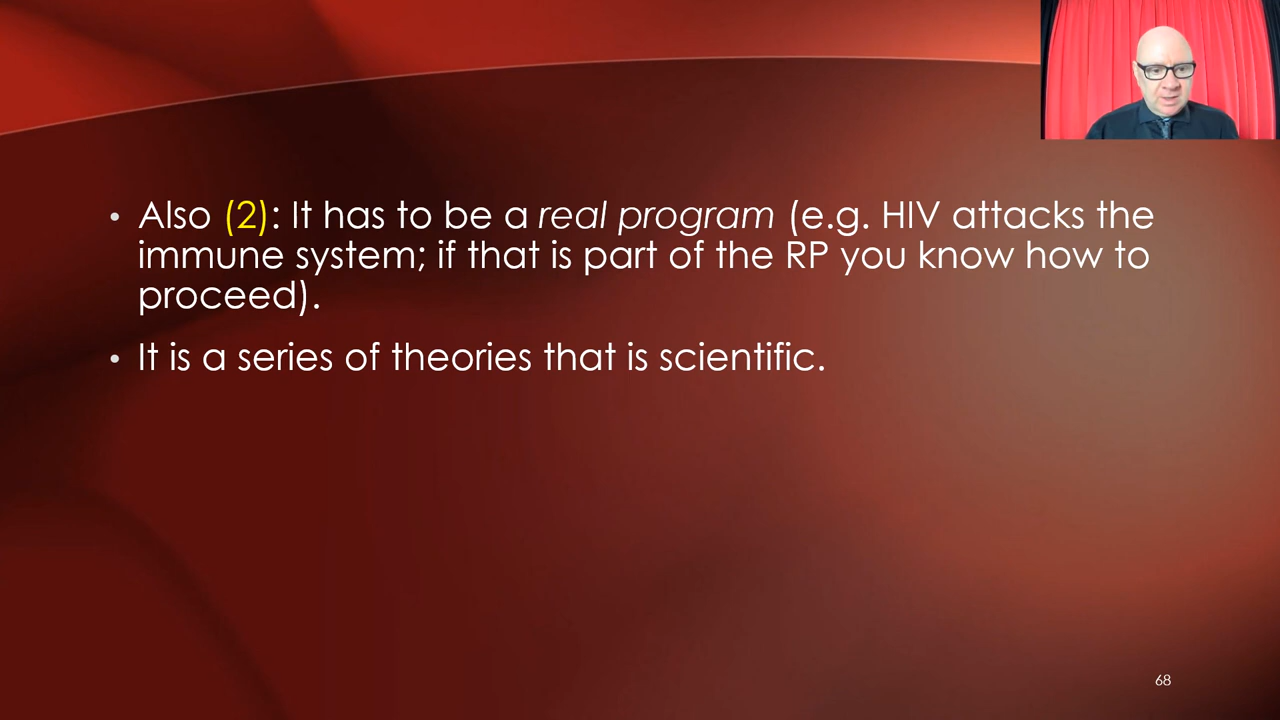 • Also (2): It has to be a real program (e.g. HIV attacks the
immune system; if that is part of the RP you know how to
proceed).
• It is a series of theories that is scientific.
68